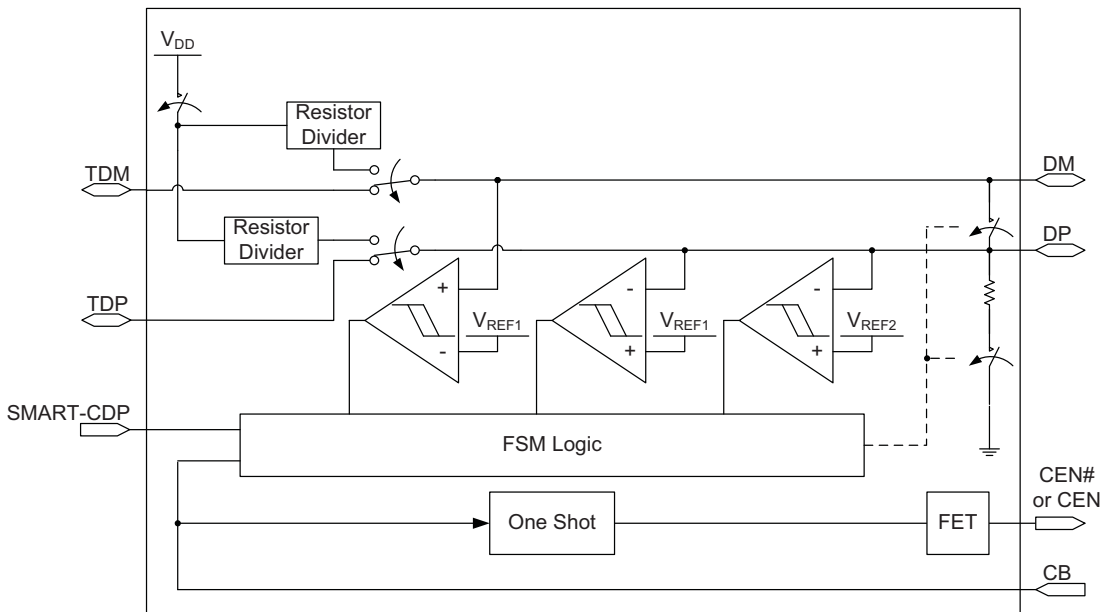 VDD
Resistor
Divider
TDM
DM
Resistor
Divider
DP
TDP
+
-
VREF1
-
+
VREF1
-
+
VREF2
SMART-CDP
FSM Logic
CEN#
or CEN
One Shot
FET
CB